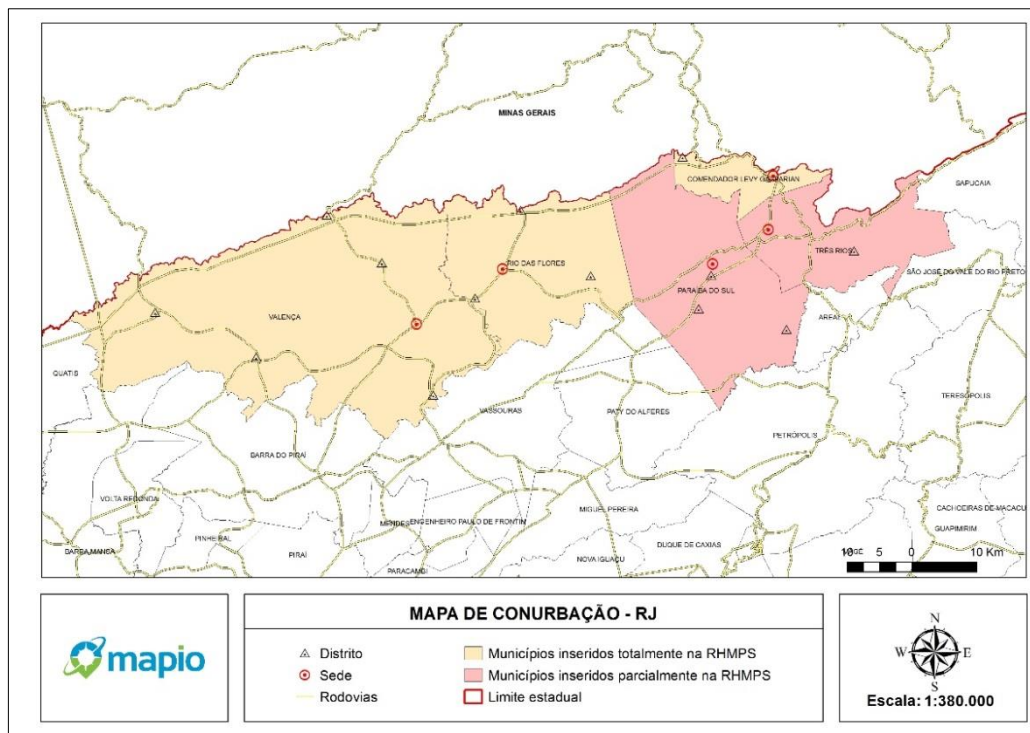 MINAS GERAIS
COMENDADOR LEVY GASPARIAN
SAPUCAIA
TRÊS RIOS
RIO DAS FLORES
SÃO JOSÉ DO VALE DO RIO PRETO
PARAÍBA DO SUL
VALENÇA
AREAL
QUATIS
VASSOURAS
PATY DO ALFERES
TERESÓPOLIS
PETRÓPOLIS
BARRA DO PIRAÍ
VOLTA REDONDA
MENDES
ENGENHEIRO PAULO DE FRONTIN
MIGUEL PEREIRA
CACHOEIRAS DE MACACU
GUAPIMIRIM
PINHEIRAL
BARRA MANSA
PIRAÍ
DUQUE DE CAXIAS
NOVA IGUAÇU
PARACAMBI
10 5 0 10 Km
MAPA DE CONURBAÇÃO - RJ
mapio
Distrito
Sede
Rodovias
Municípios inseridos totalmente na RHMPS
Municípios inseridos parcialmente na RHMPS
Limite estadual
N
W E
S
Escala: 1:380.000